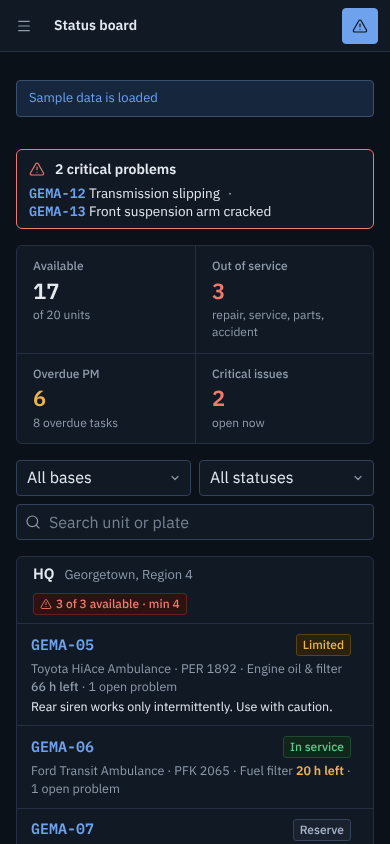 Status board
Sample data is loaded
2 critical problems
GEMA-12 Transmission slipping ·
GEMA-13 Front suspension arm cracked
Available
17
of 20 units
Out of service
3
repair, service, parts,
accident
Overdue PM
6
8 overdue tasks
Critical issues
2
open now
All bases
All statuses
Search unit or plate
HQ Georgetown, Region 4
3 of 3 available · min 4
GEMA-05 Limited
Toyota HiAce Ambulance · PER 1892 · Engine oil & filter
66 h left · 1 open problem
Rear siren works only intermittently. Use with caution.
GEMA-06 In service
Ford Transit Ambulance · PFK 2065 · Fuel filter 20 h left ·
1 open problem
GEMA-07 Reserve